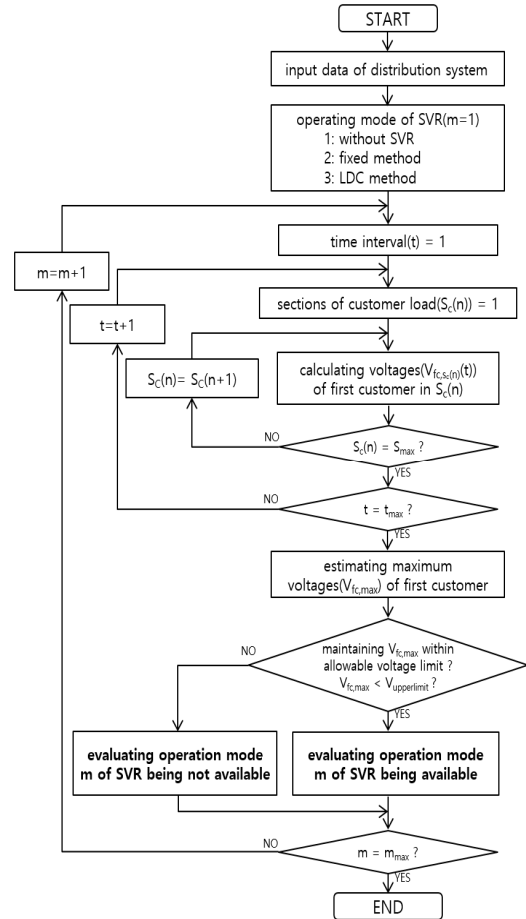 START
input data of distribution system
operating mode of SVR(m=1)
1: without SVR
2: fixed method
3: LDC method
time interval(t) = 1
m=m+1
sections of customer load(Sc(n)) = 1
t=t+1
calculating voltages(Vfc,sc(n)(t))
of first customer in Sc(n)
SC(n)= SC(n+1)
NO
Sc(n) = Smax ?
YES
NO
t = tmax ?
YES
estimating maximum
voltages(Vfc,max) of first customer
NO
maintaining Vfc,max within
allowable voltage limit ?
Vfc,max < Vupperlimit ?
YES
evaluating operation mode
m of SVR being not available
evaluating operation mode
m of SVR being available
NO
m = mmax ?
YES
END